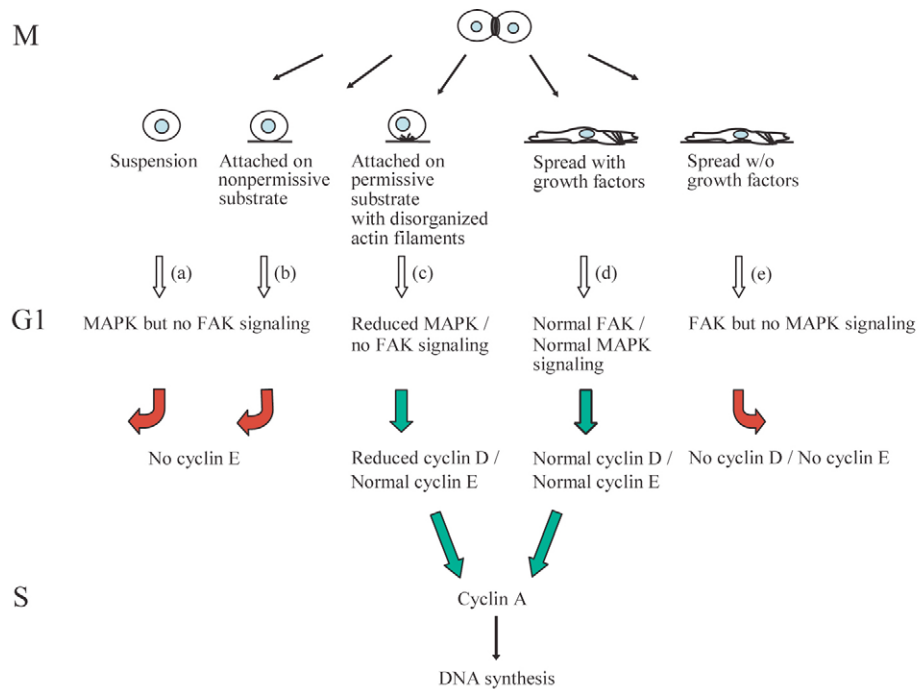 M
Suspension
Attached on
nonpermissive
substrate
Attached on
permissive
substrate
with disorganized
actin filaments
Spread with
growth factors
Spread w/o
growth factors
(a)
(b)
(c)
(d)
(e)
G1
MAPK but no FAK signaling
Reduced MAPK /
no FAK signaling
Normal FAK /
Normal MAPK
signaling
FAK but no MAPK signaling
No cyclin E
Reduced cyclin D /
Normal cyclin E
Normal cyclin D /
Normal cyclin E
No cyclin D / No cyclin E
S
Cyclin A
DNA synthesis